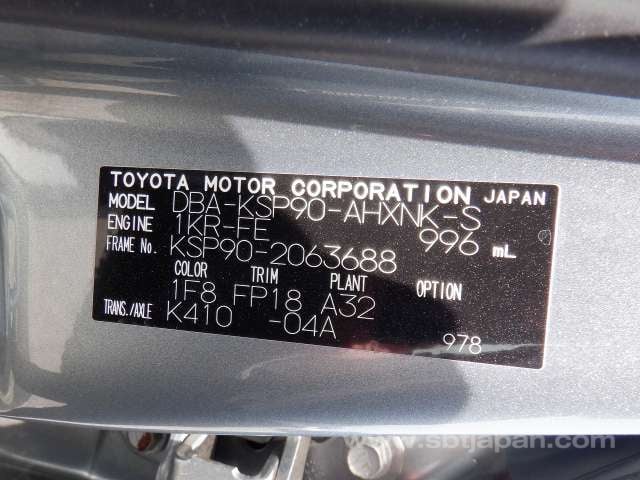 TOYOTA MOTOR CORPORATION JAPAN
MODEL DBA-KSP90-AHXNK-S
ENGINE 1KR-FE 996 mL
FRAME No. KSP90-2063688
COLOR TRIM PLANT OPTION
1F8 FP18 A32
TRANS./AXLE K410 -04A
978
www.sbtjapan.com